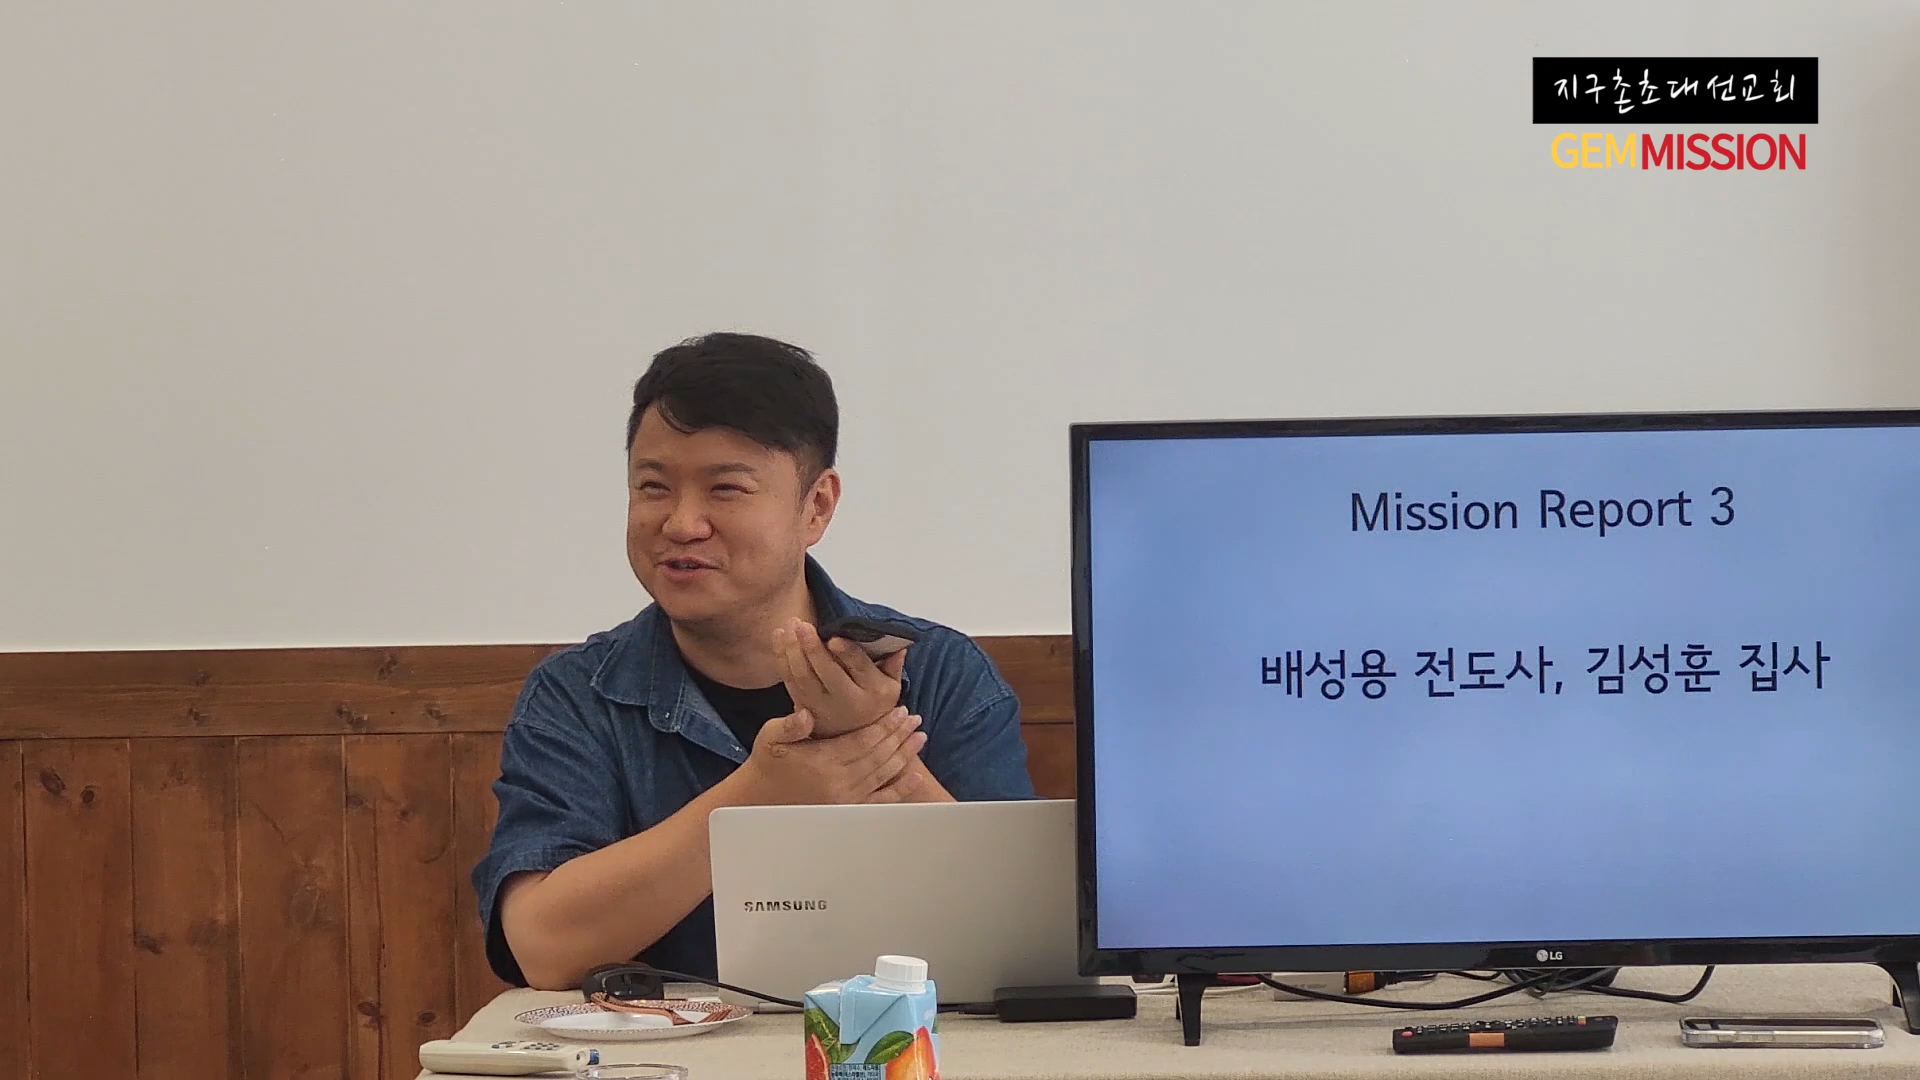 지구촌초대선교회
GEMMISSION
Mission Report 3
배성용 전도사, 김성훈 집사
SAMSUNG
LG